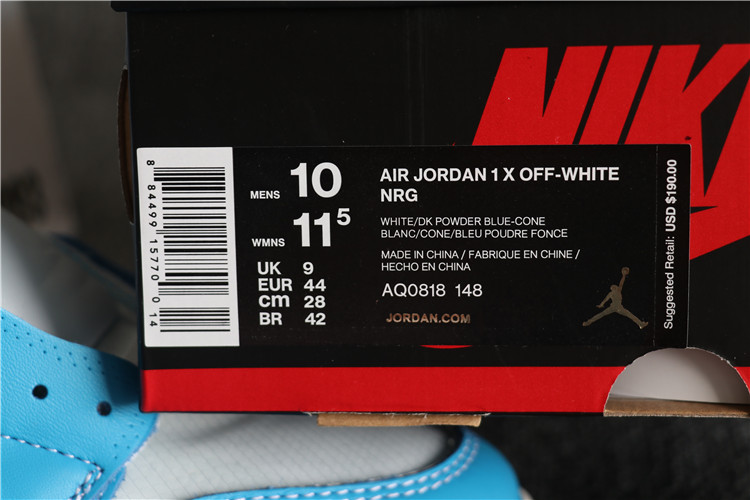 NIKE
8 84499 15770 0 14
MENS 10
WMNS 11⁵
UK 9
EUR 44
cm 28
BR 42
AIR JORDAN 1 X OFF-WHITE
NRG
WHITE/DK POWDER BLUE-CONE
BLANC/CONE/BLEU POUDRE FONCE
MADE IN CHINA / FABRIQUE EN CHINE /
HECHO EN CHINA
AQ0818 148
JORDAN.COM
Suggested Retail: USD $190.00